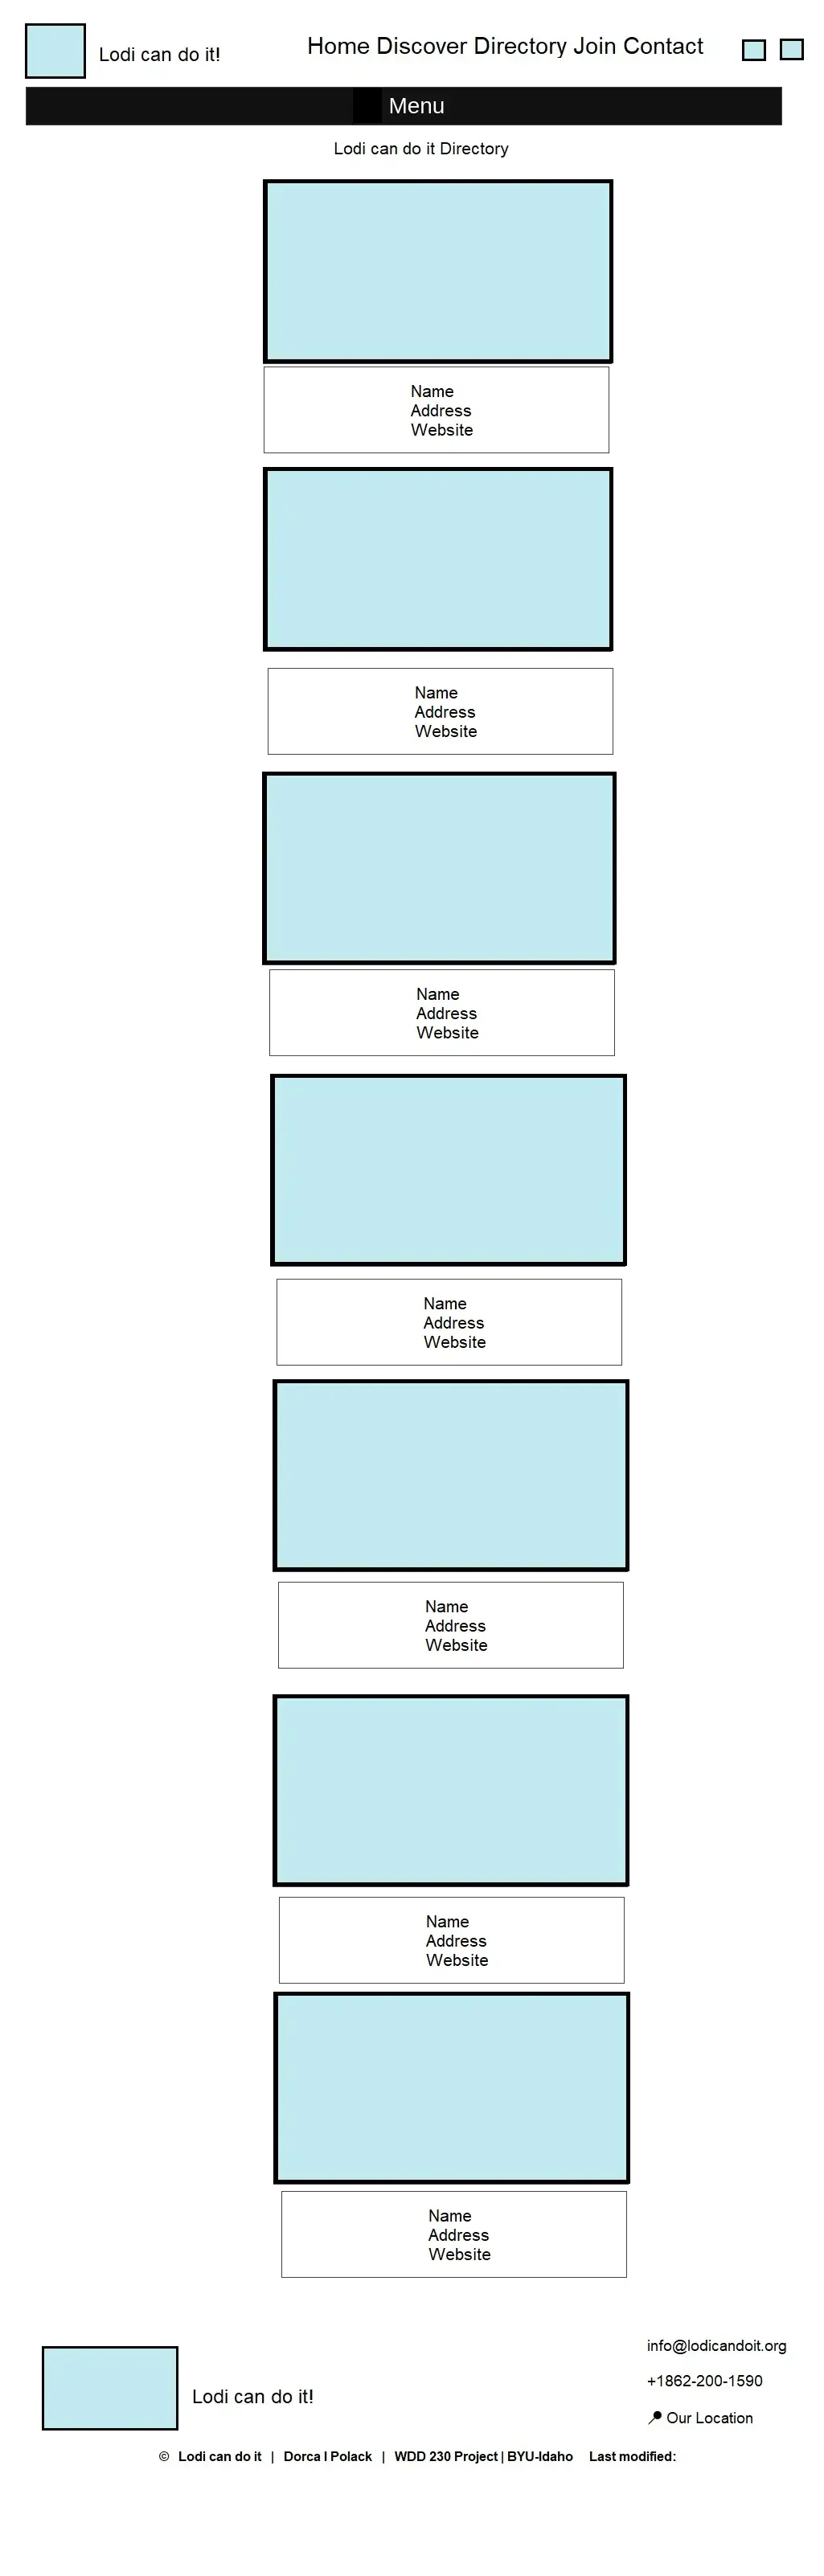 Lodi can do it!
Home Discover Directory Join Contact
Menu
Lodi can do it Directory
Name
Address
Website
Name
Address
Website
Name
Address
Website
Name
Address
Website
Name
Address
Website
Name
Address
Website
Name
Address
Website
info@lodicandoit.org
+1862-200-1590
Our Location
Lodi can do it!
© Lodi can do it | Dorca I Polack | WDD 230 Project | BYU-Idaho Last modified: